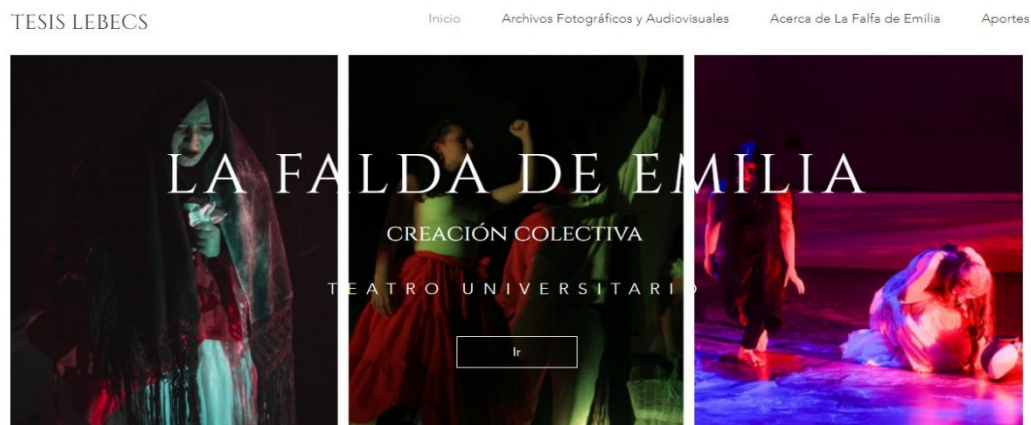 TESIS LEBECS
Inicio Archivos Fotográficos y Audiovisuales Acerca de La Falfa de Emilia Aportes
LA FALDA DE EMILIA
CREACIÓN COLECTIVA
TEATRO UNIVERSITARIO
Ir